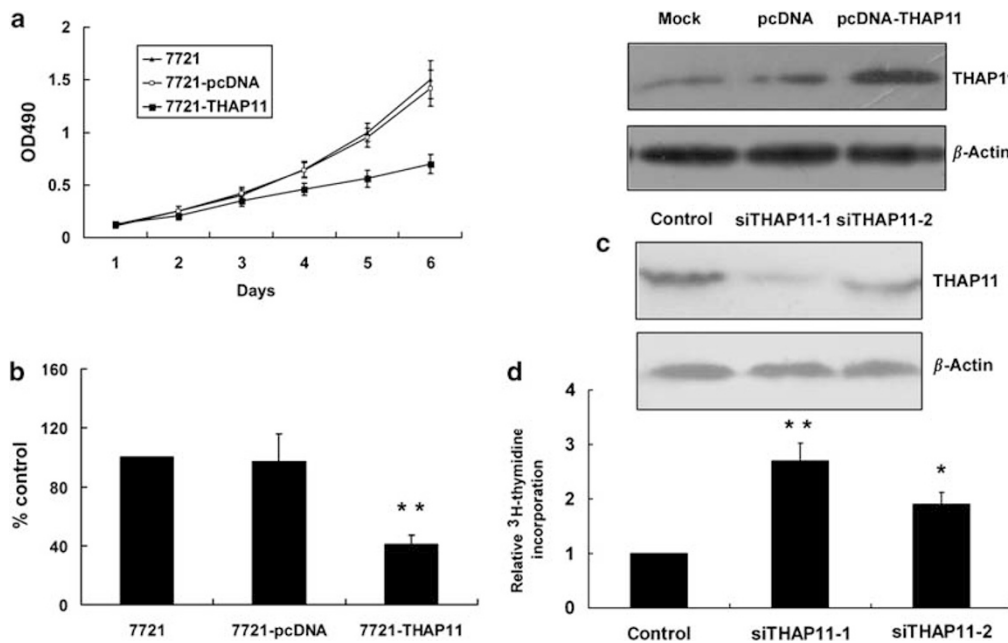 a
2
1.5
1
0.5
0
OD490
7721
7721-pcDNA
7721-THAP11
1 2 3 4 5 6
Days
Mock pcDNA pcDNA-THAP11
THAP1
β-Actin
c
Control siTHAP11-1 siTHAP11-2
THAP11
β-Actin
b
160
120
80
40
0
% control
* *
7721 7721-pcDNA 7721-THAP11
d
4
3
2
1
0
Relative ³H-thymidine
incorporation
* *
*
Control siTHAP11-1 siTHAP11-2